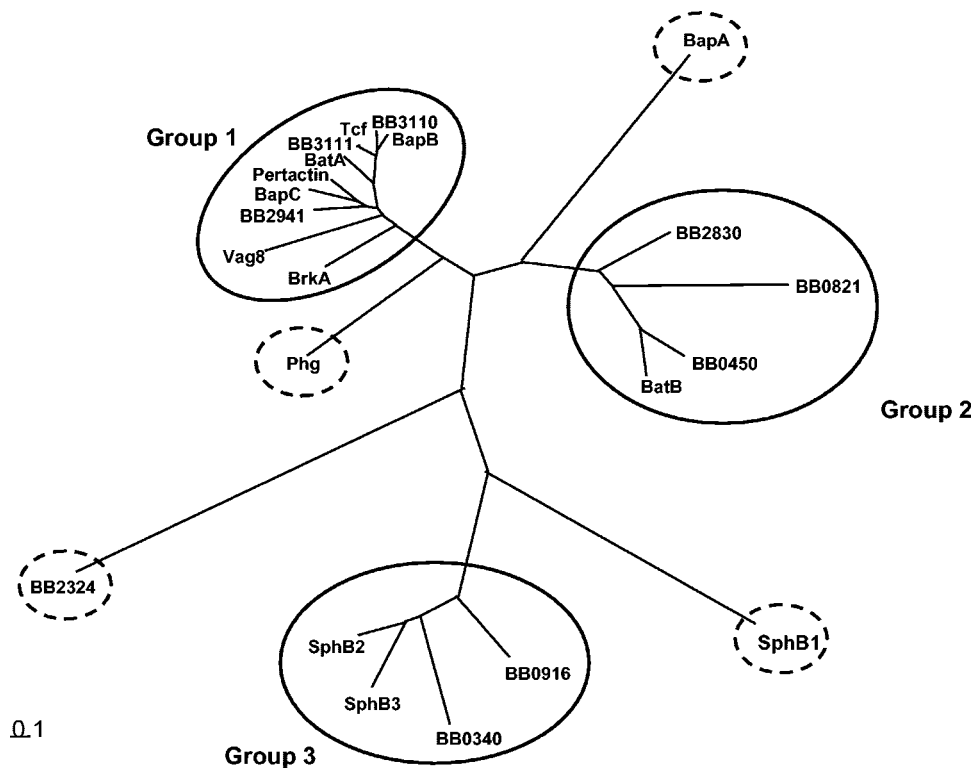 BapA
Group 1
Tcf
BB3110
BB3111
BapB
BatA
Pertactin
BapC
BB2941
Vag8
BrkA
BB2830
BB0821
Phg
BB0450
BatB
Group 2
BB2324
SphB2
SphB1
BB0916
SphB3
0.1
BB0340
Group 3